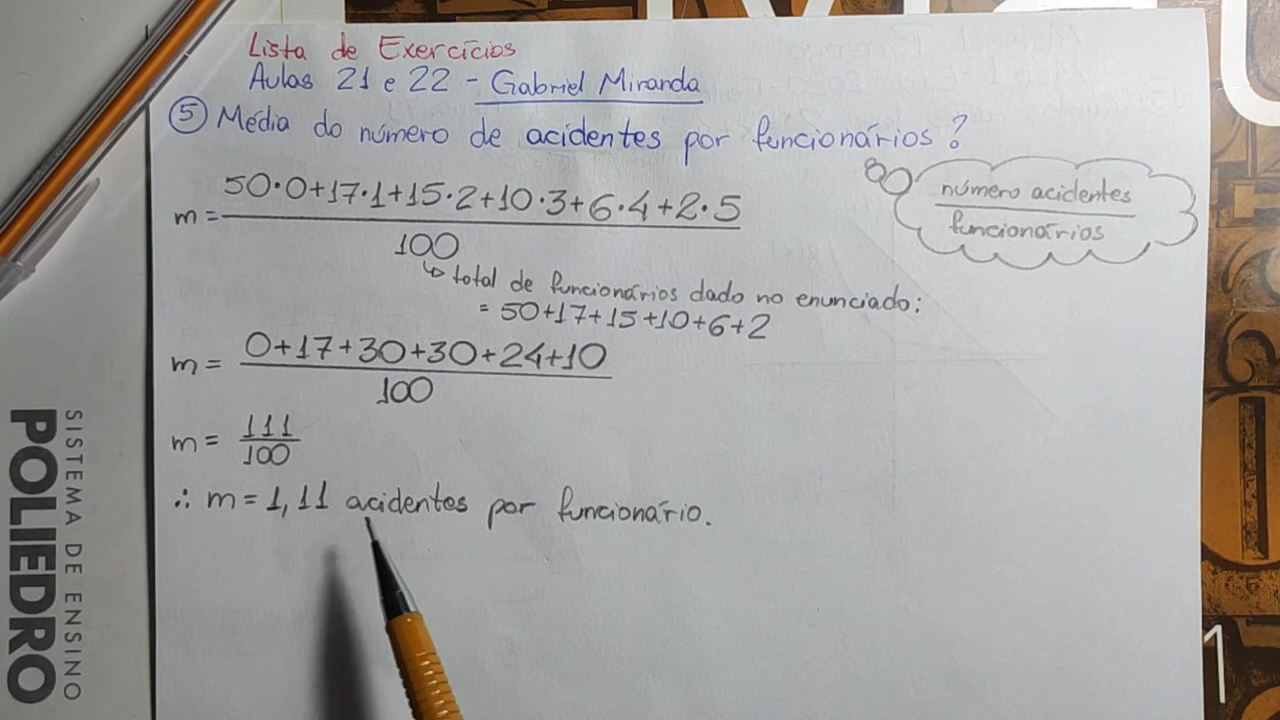 Lista de Exercícios
Aulas 21 e 22 - Gabriel Miranda
5 Média do número de acidentes por funcionários?
m = 50·0+17·1+15·2+10·3+6·4+2·5
100
número acidentes
funcionários
↳ total de funcionários dado no enunciado:
= 50+17+15+10+6+2
m = 0+17+30+30+24+10
100
m = 111
100
∴ m = 1,11 acidentes por funcionário.
SISTEMA DE ENSINO
POLIEDRO